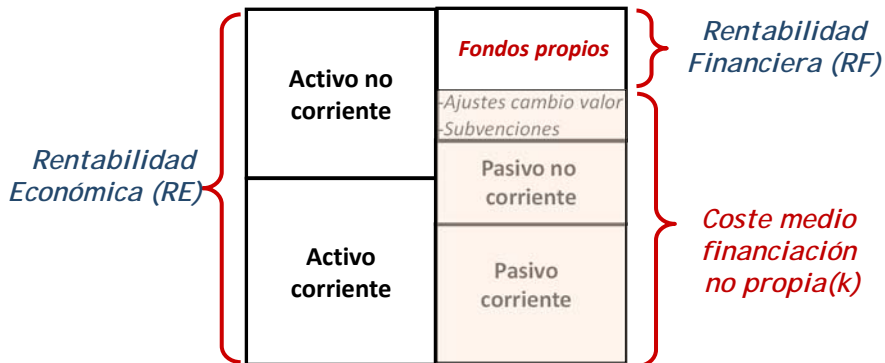 Rentabilidad
Económica (RE)
Activo no
corriente
Activo
corriente
Fondos propios
-Ajustes cambio valor
-Subvenciones
Pasivo no
corriente
Pasivo
corriente
Rentabilidad
Financiera (RF)
Coste medio
financiación
no propia(k)